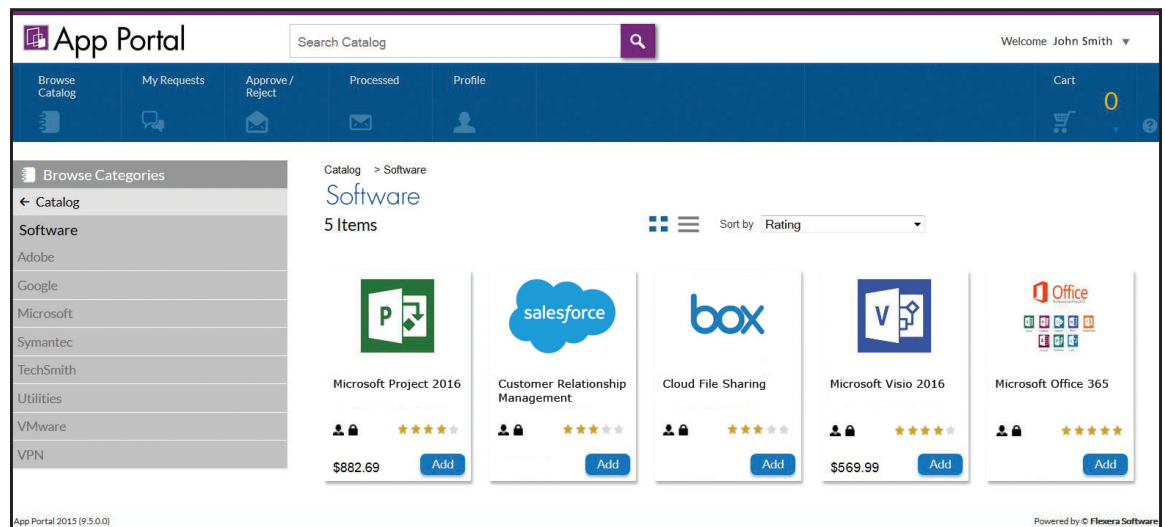 App Portal
Search Catalog
Welcome John Smith
Browse Catalog
My Requests
Approve / Reject
Processed
Profile
Cart
0
Browse Categories
← Catalog
Software
Adobe
Google
Microsoft
Symantec
TechSmith
Utilities
VMware
VPN
Catalog > Software
Software
5 Items
Sort by Rating
P
salesforce
box
V
Office
Microsoft Project 2016
Customer Relationship
Management
Cloud File Sharing
Microsoft Visio 2016
Microsoft Office 365
$882.69
Add
Add
Add
$569.99
Add
Add
App Portal 2015 (9.5.0.0)
Powered by © Flexera Software